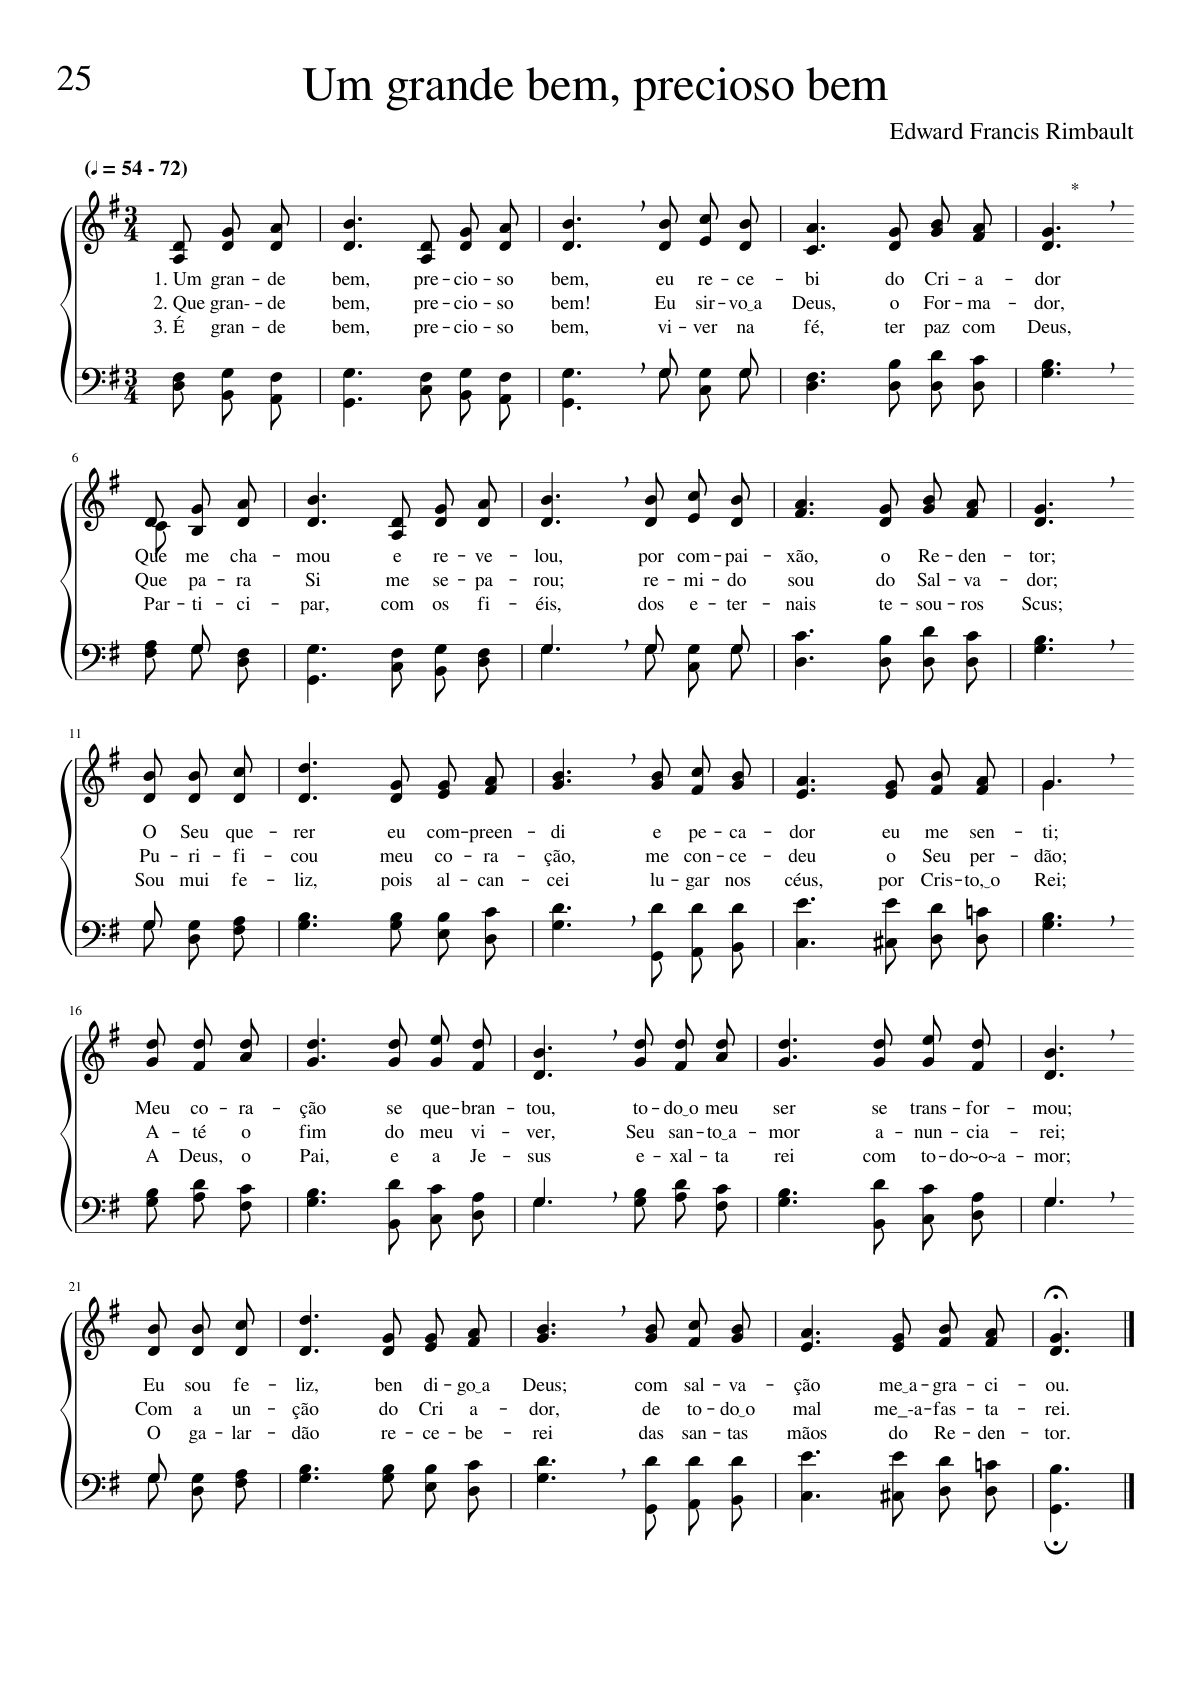 25
Um grande bem, precioso bem
Edward Francis Rimbault
(♩ = 54 - 72)
*
3 4
1. Um gran - de bem, pre - cio - so bem, eu re - ce - bi do Cri - a - dor
2. Que gran- - de bem, pre - cio - so bem! Eu sir - vo‿a Deus, o For - ma - dor,
3. É gran - de bem, pre - cio - so bem, vi - ver na fé, ter paz com Deus,
3 4
6
Que me cha - mou e re - ve - lou, por com - pai - xão, o Re - den - tor;
Que pa - ra Si me se - pa - rou; re - mi - do sou do Sal - va - dor;
Par - ti - ci - par, com os fi - éis, dos e - ter - nais te - sou - ros Scus;
11
O Seu que - rer eu com - preen - di e pe - ca - dor eu me sen - ti;
Pu - ri - fi - cou meu co - ra - ção, me con - ce - deu o Seu per - dão;
Sou mui fe - liz, pois al - can - cei lu - gar nos céus, por Cris - to,‿o Rei;
16
Meu co - ra - ção se que - bran - tou, to - do‿o meu ser se trans - for - mou;
A - té o fim do meu vi - ver, Seu san - to‿a - mor a - nun - cia - rei;
A Deus, o Pai, e a Je - sus e - xal - ta rei com to - do~o~a - mor;
21
Eu sou fe - liz, ben di - go‿a Deus; com sal - va - ção me‿a - gra - ci - ou.
Com a un - ção do Cri a - dor, de to - do‿o mal me_-a - fas - ta - rei.
O ga - lar - dão re - ce - be - rei das san - tas mãos do Re - den - tor.